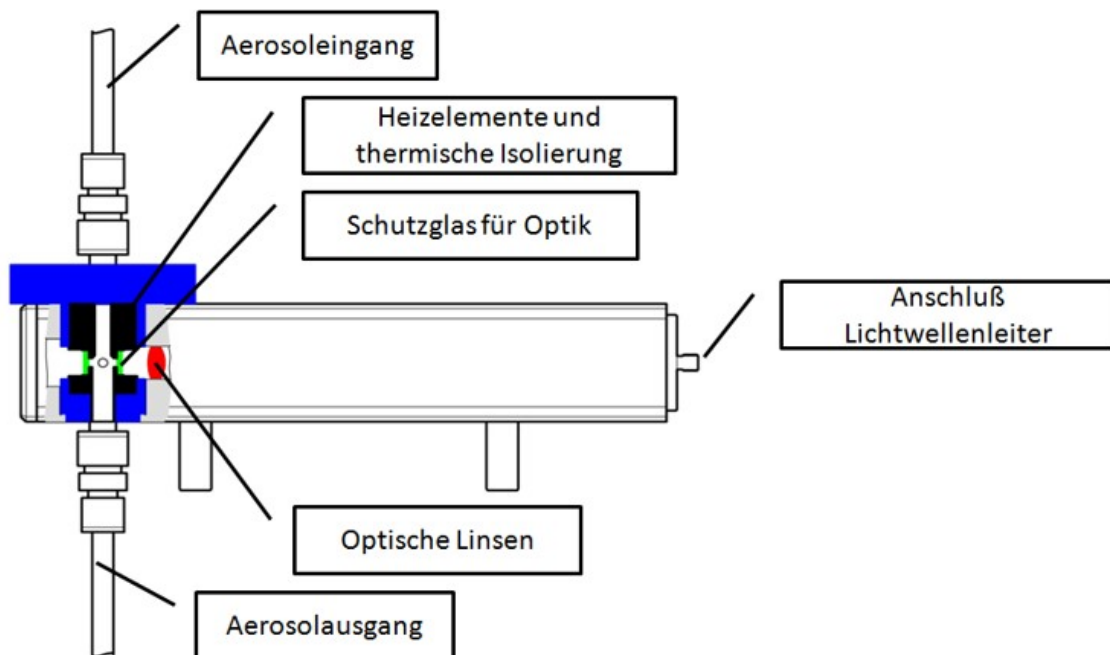 Aerosoleingang
Heizelemente und
thermische Isolierung
Schutzglas für Optik
Anschluß
Lichtwellenleiter
Optische Linsen
Aerosolausgang